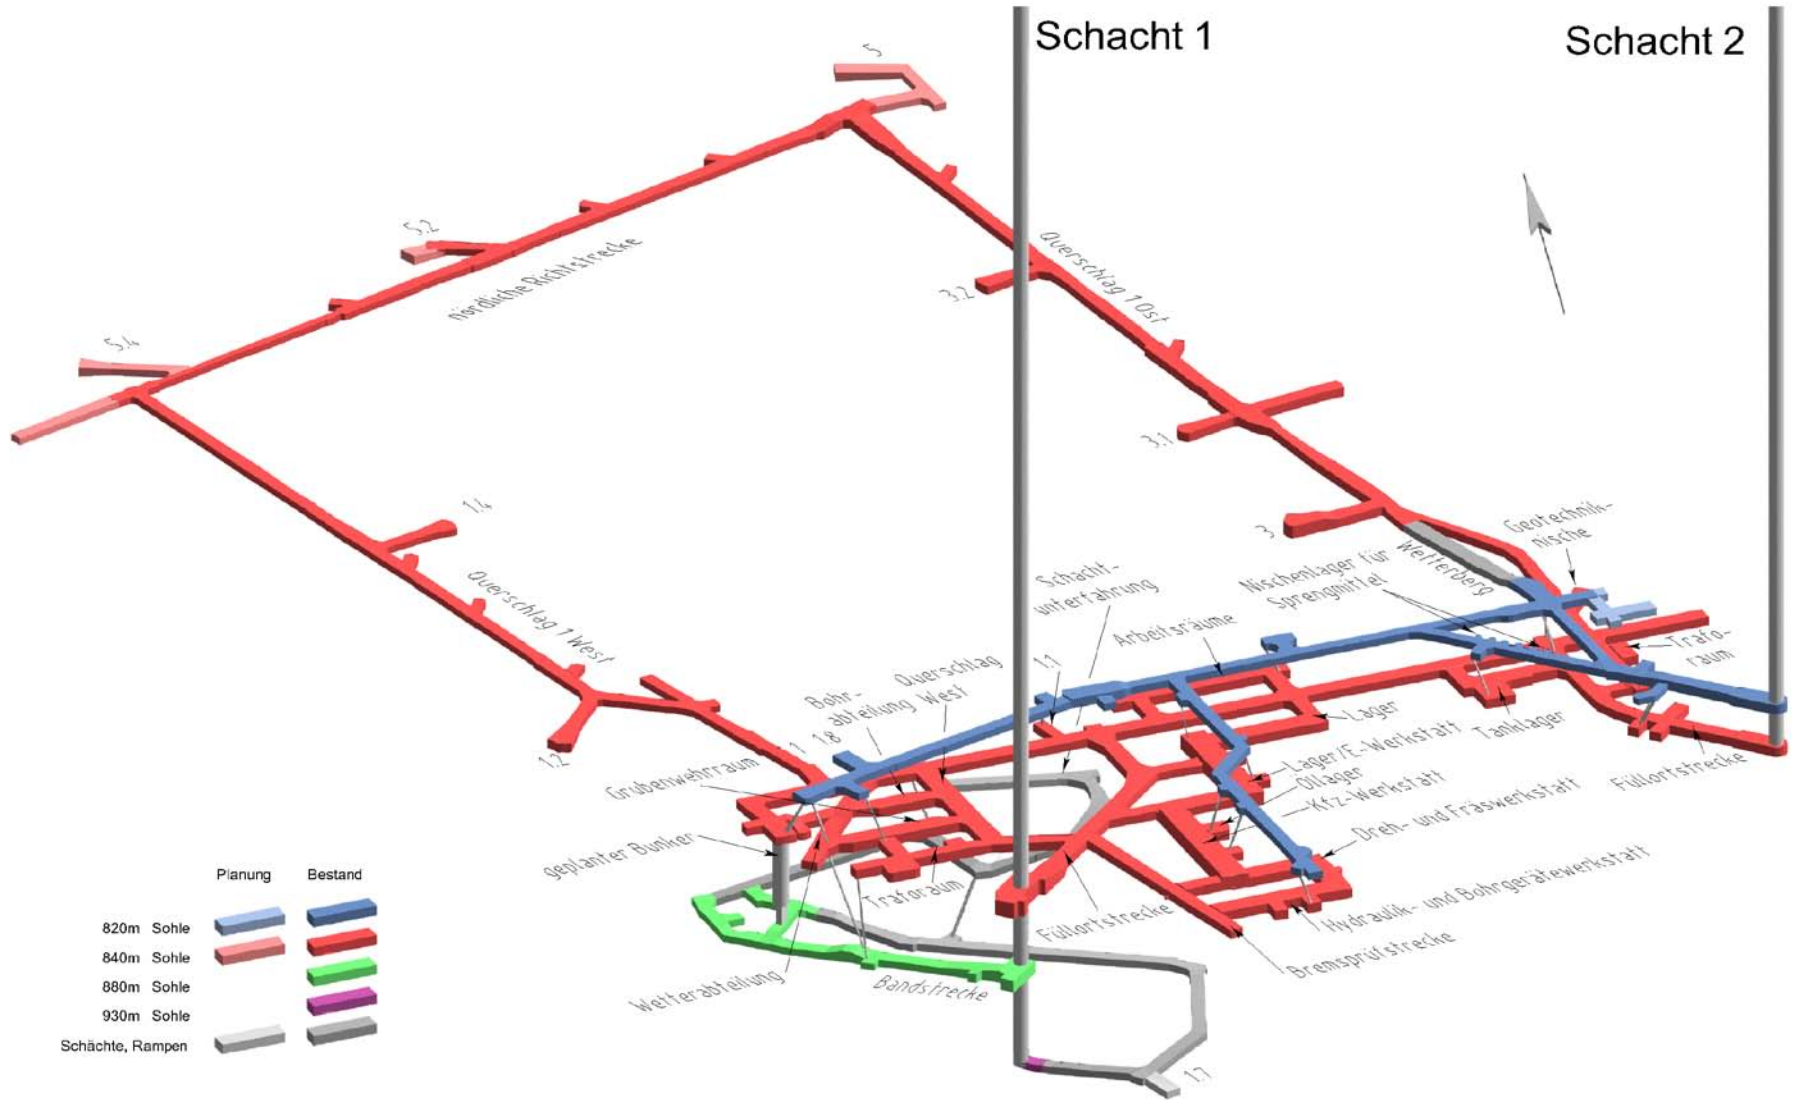 Schacht 1
Schacht 2
5
5.2
nördliche Richtstrecke
Querschlag 1 Ost
3.2
5.4
3.1
1.4
3
Wetterberg
Geotechnik-
nische
Nischenlager für
Sprengmittel
Schacht-
unterfahrung
Arbeitsräume
Querschlag 1 West
1.1
Querschlag
West
Bohr-
abteilung
Trafo-
raum
1.2
1
1.8
Lager
Tanklager
Füllortstrecke
Grubenwehrraum
Lager/E.-Werkstatt
Öllager
Kfz-Werkstatt
Dreh- und Fräswerkstatt
geplanter Bunker
Traforaum
Füllortstrecke
Hydraulik- und Bohrgerätewerkstatt
Bremsprüfstrecke
Wetterabteilung
Bandstrecke
1.7
Planung Bestand
820m Sohle
840m Sohle
880m Sohle
930m Sohle
Schächte, Rampen